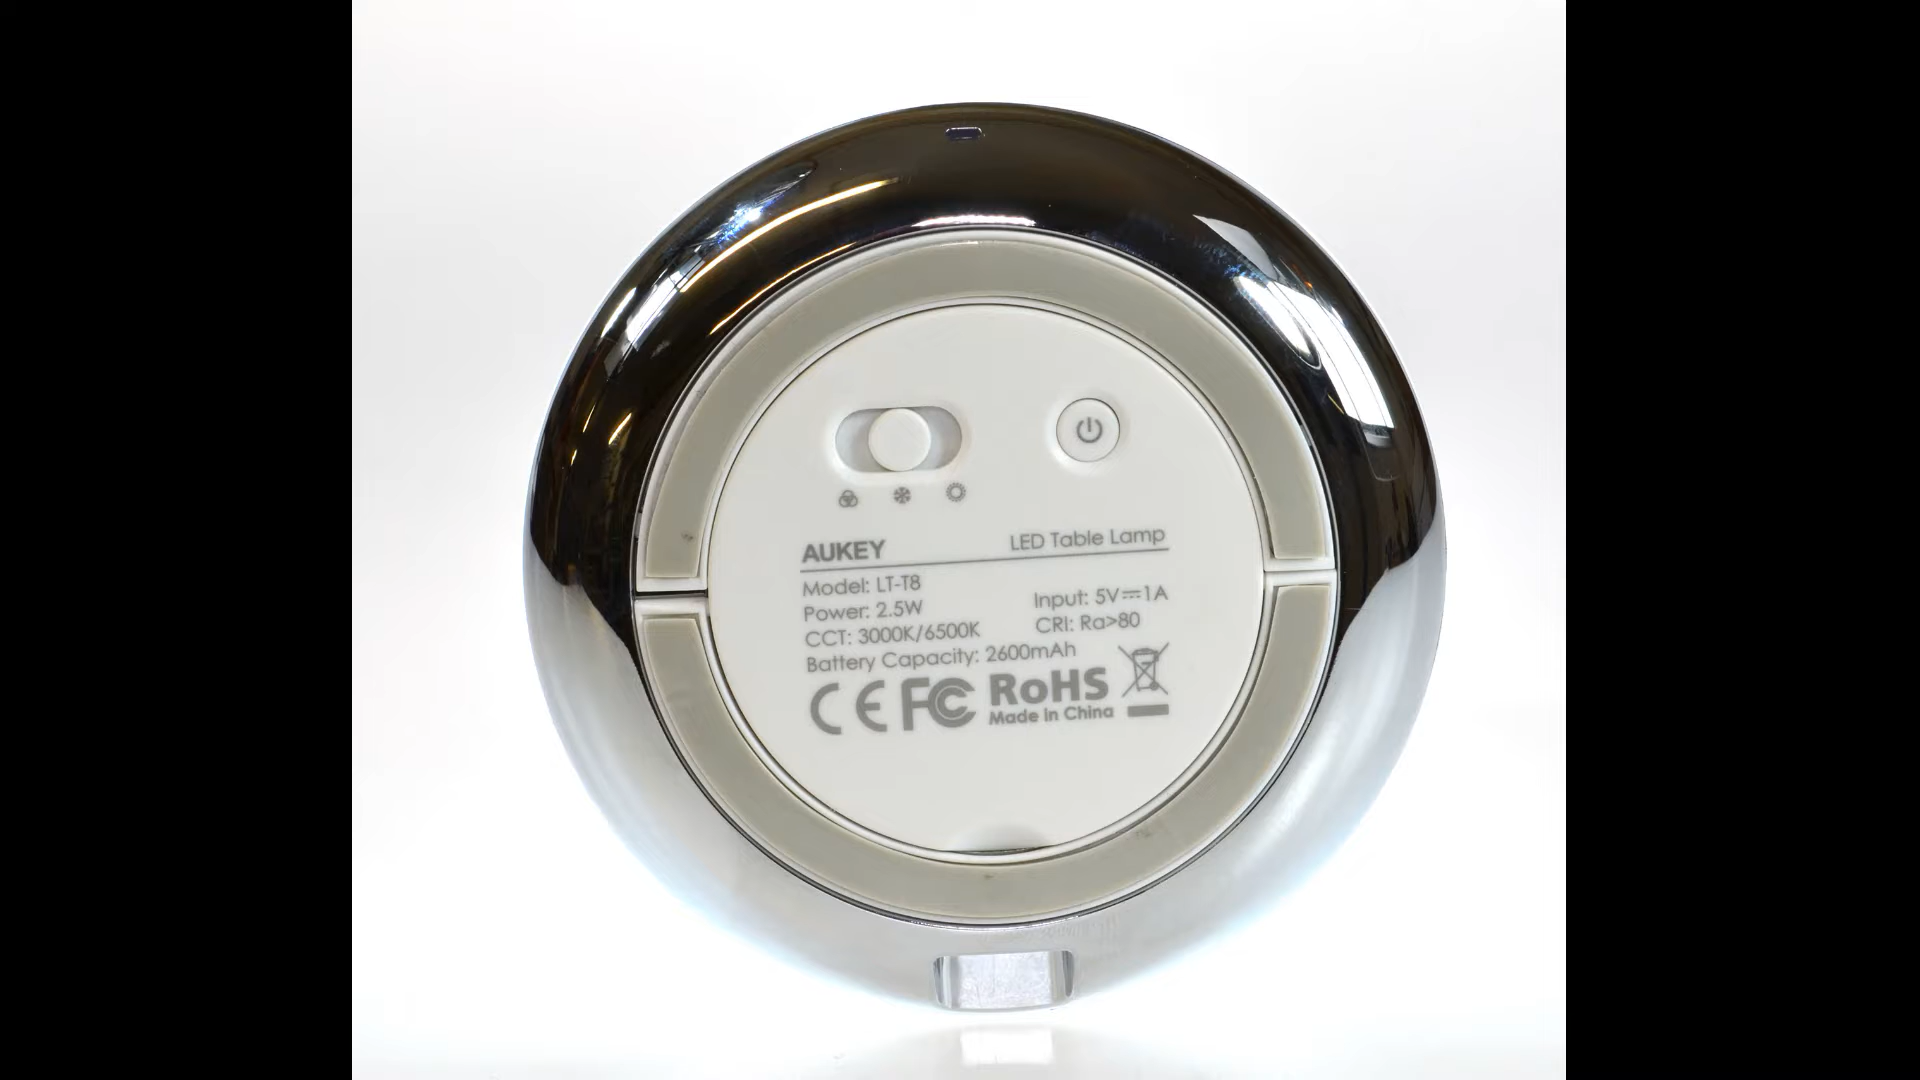 AUKEY LED Table Lamp
Model: LT-T8
Power: 2.5W Input: 5V⎓1A
CCT: 3000K/6500K CRI: Ra>80
Battery Capacity: 2600mAh
CE FC RoHS
Made In China